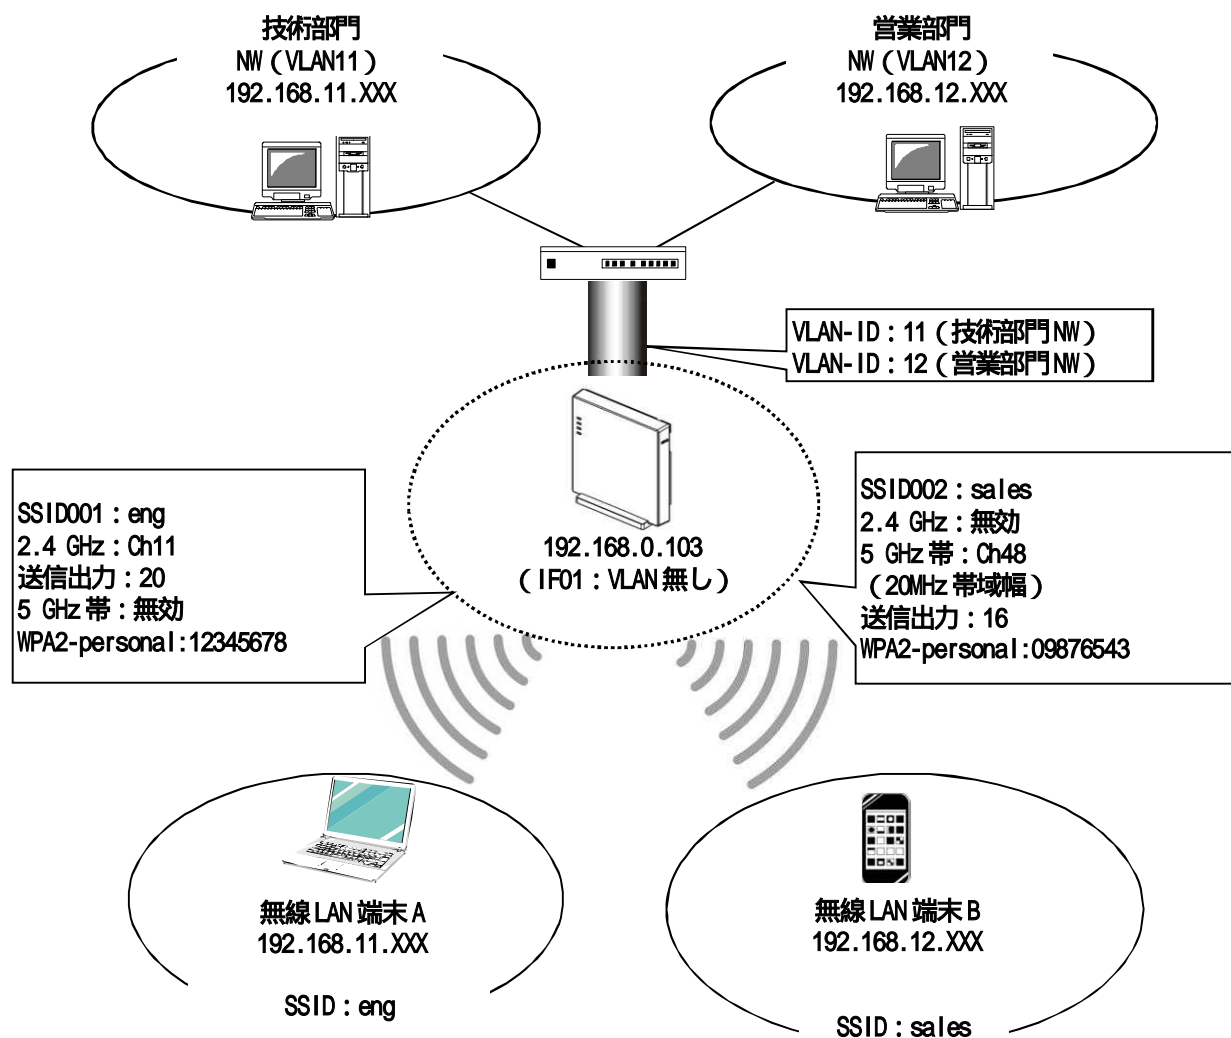 技術部門
NW（VLAN11）
192.168.11.XXX
営業部門
NW（VLAN12）
192.168.12.XXX
VLAN-ID：11（技術部門NW）
VLAN-ID：12（営業部門NW）
SSID001：eng
2.4 GHz：Ch11
送信出力：20
5 GHz帯：無効
WPA2-personal:12345678
192.168.0.103
（IF01：VLAN無し）
SSID002：sales
2.4 GHz：無効
5 GHz帯：Ch48
（20MHz帯域幅）
送信出力：16
WPA2-personal:09876543
無線LAN端末A
192.168.11.XXX
SSID：eng
無線LAN端末B
192.168.12.XXX
SSID：sales